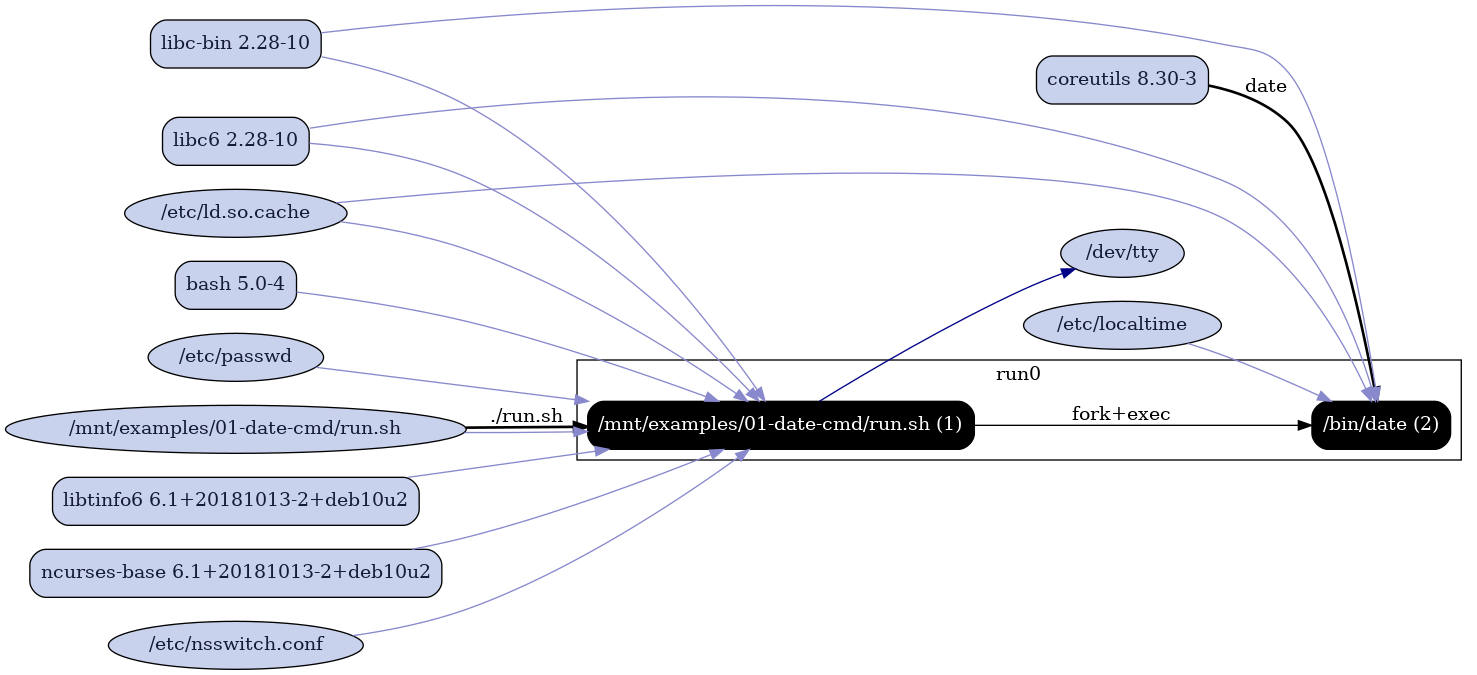 libc-bin 2.28-10
coreutils 8.30-3
date
libc6 2.28-10
/etc/ld.so.cache
/dev/tty
bash 5.0-4
/etc/localtime
/etc/passwd
run0
./run.sh
/mnt/examples/01-date-cmd/run.sh
/mnt/examples/01-date-cmd/run.sh (1)
fork+exec
/bin/date (2)
libtinfo6 6.1+20181013-2+deb10u2
ncurses-base 6.1+20181013-2+deb10u2
/etc/nsswitch.conf